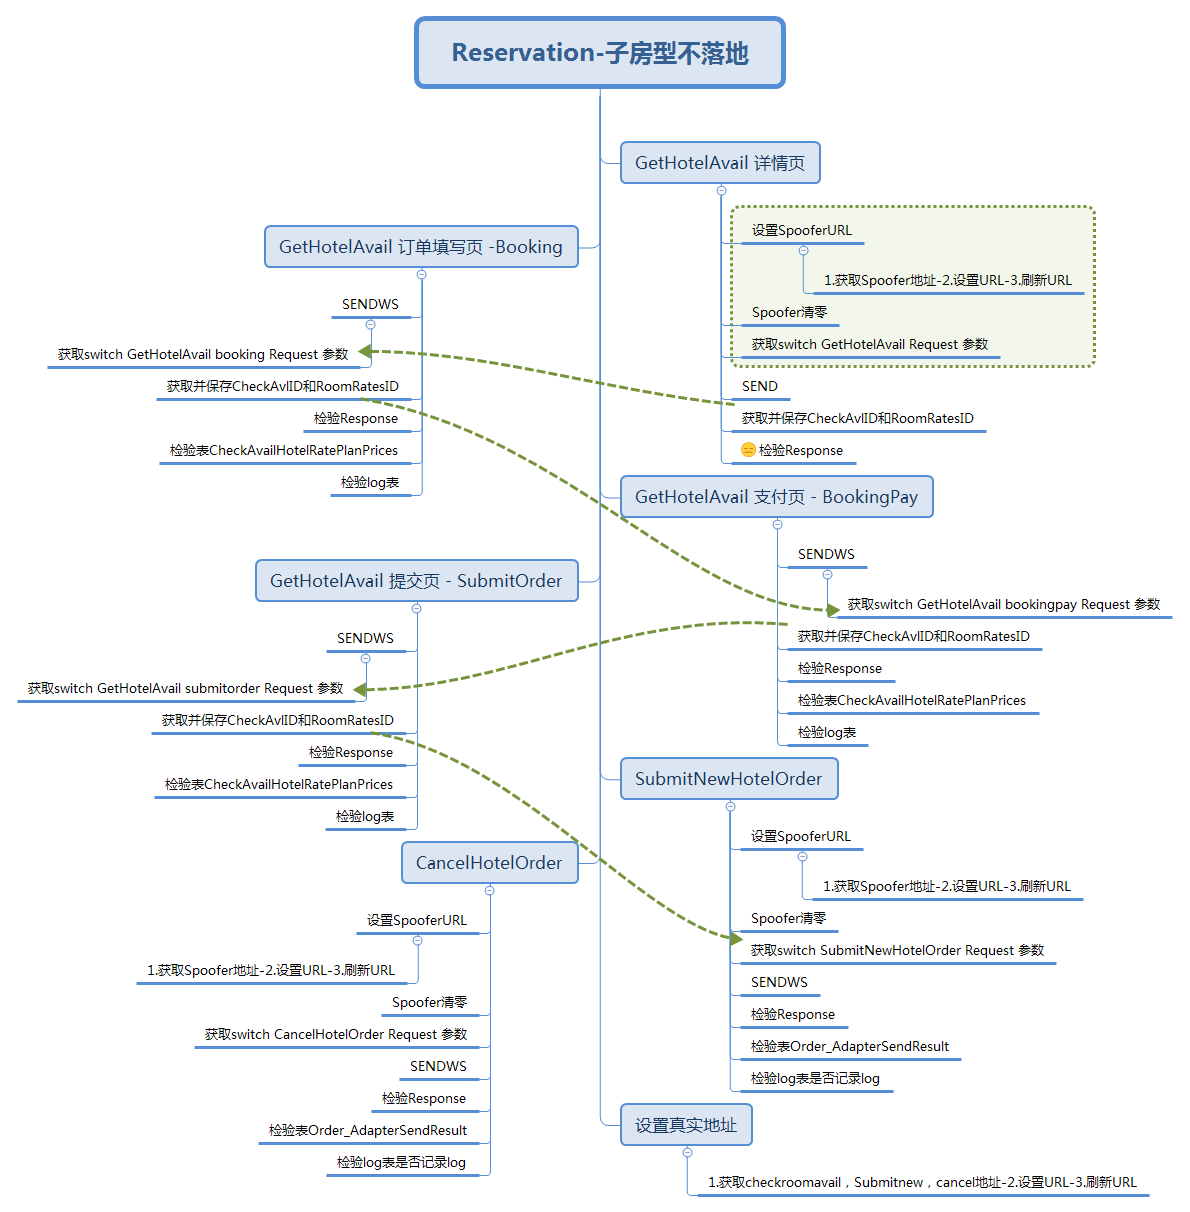 Reservation-子房型不落地
GetHotelAvail 详情页
设置SpooferURL
1.获取Spoofer地址-2.设置URL-3.刷新URL
Spoofer清零
获取switch GetHotelAvail Request 参数
SEND
获取并保存CheckAvlID和RoomRatesID
检验Response
GetHotelAvail 订单填写页 -Booking
SENDWS
获取switch GetHotelAvail booking Request 参数
获取并保存CheckAvlID和RoomRatesID
检验Response
检验表CheckAvailHotelRatePlanPrices
检验log表
GetHotelAvail 支付页 - BookingPay
SENDWS
获取switch GetHotelAvail bookingpay Request 参数
获取并保存CheckAvlID和RoomRatesID
检验Response
检验表CheckAvailHotelRatePlanPrices
检验log表
GetHotelAvail 提交页 - SubmitOrder
SENDWS
获取switch GetHotelAvail submitorder Request 参数
获取并保存CheckAvlID和RoomRatesID
检验Response
检验表CheckAvailHotelRatePlanPrices
检验log表
SubmitNewHotelOrder
设置SpooferURL
1.获取Spoofer地址-2.设置URL-3.刷新URL
Spoofer清零
获取switch SubmitNewHotelOrder Request 参数
SENDWS
检验Response
检验表Order_AdapterSendResult
检验log表是否记录log
CancelHotelOrder
设置SpooferURL
1.获取Spoofer地址-2.设置URL-3.刷新URL
Spoofer清零
获取switch CancelHotelOrder Request 参数
SENDWS
检验Response
检验表Order_AdapterSendResult
检验log表是否记录log
设置真实地址
1.获取checkroomavail，Submitnew，cancel地址-2.设置URL-3.刷新URL